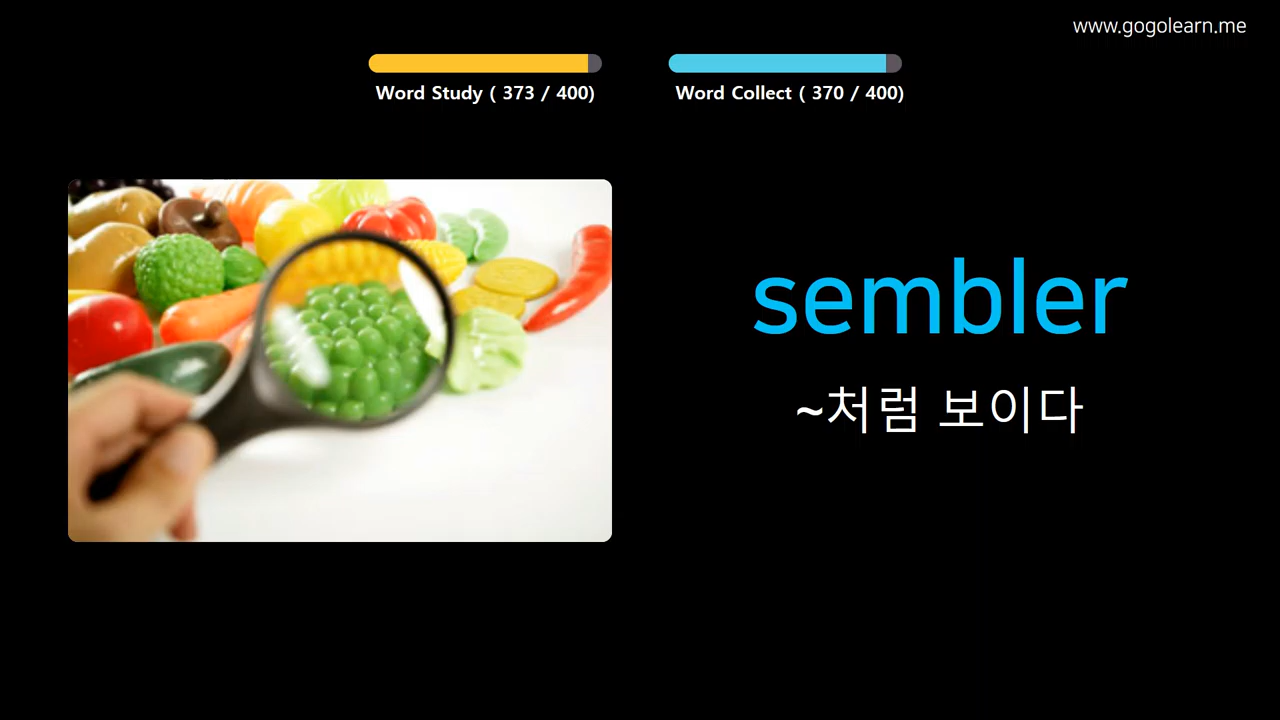 www.gogolearn.me
Word Study ( 373 / 400)
Word Collect ( 370 / 400)
sembler
~처럼 보이다